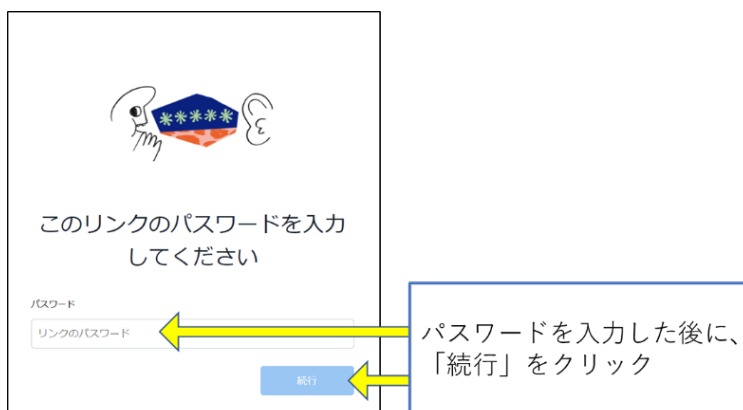 *****
このリンクのパスワードを入力
してください
パスワード
リンクのパスワード
続行
パスワードを入力した後に、
「続行」をクリック